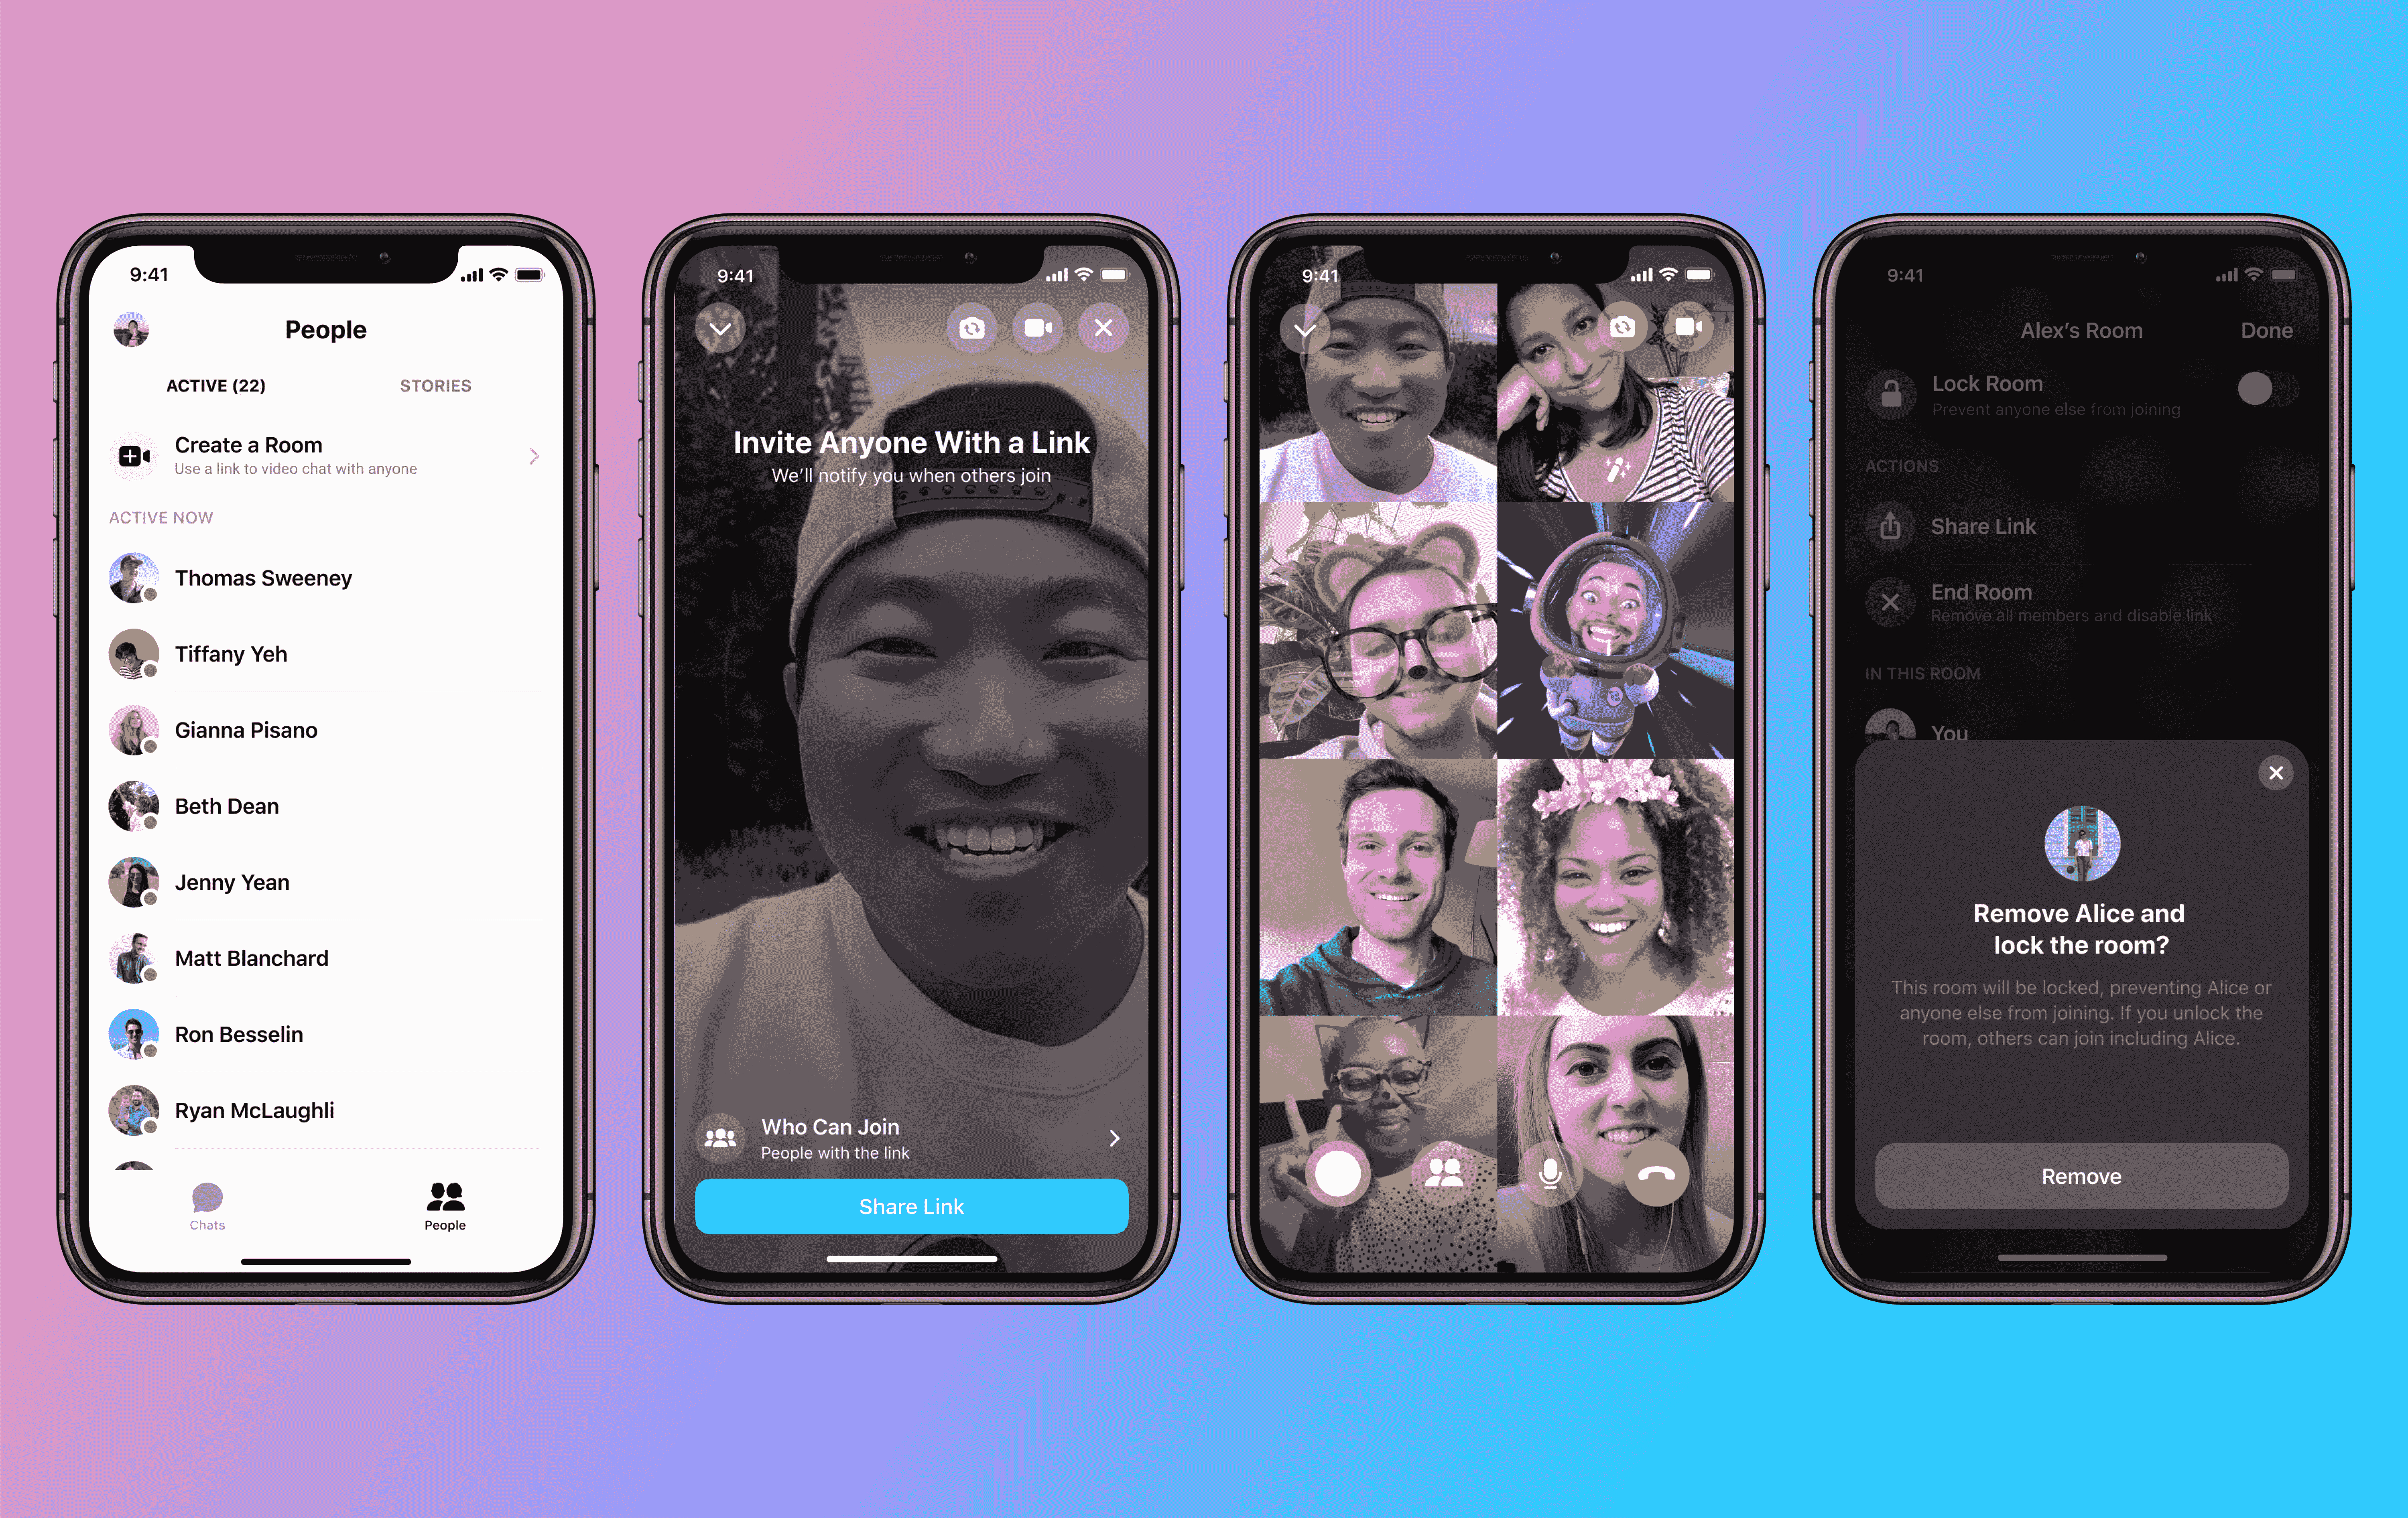 9:41
People
ACTIVE (22)
STORIES
Create a Room
Use a link to video chat with anyone
ACTIVE NOW
Thomas Sweeney
Tiffany Yeh
Gianna Pisano
Beth Dean
Jenny Yean
Matt Blanchard
Ron Besselin
Ryan McLaughli
Chats
People
9:41
Invite Anyone With a Link
We'll notify you when others join
Who Can Join
People with the link
Share Link
9:41
9:41
Alex's Room
Done
Lock Room
Prevent anyone else from joining
ACTIONS
Share Link
End Room
Remove all members and disable link
IN THIS ROOM
You
Remove Alice and
lock the room?
This room will be locked, preventing Alice or
anyone else from joining. If you unlock the
room, others can join including Alice.
Remove